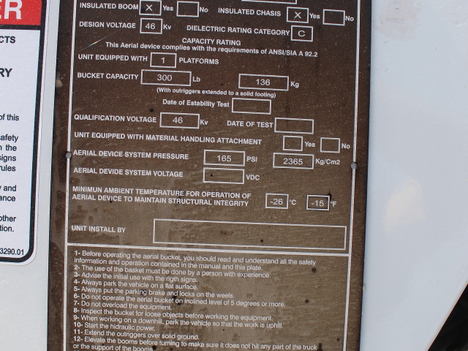 INSULATED BOOM X Yes No INSULATED CHASIS X Yes No
DESIGN VOLTAGE 46 Kv DIELECTRIC RATING CATEGORY C
CAPACITY RATING
This Aerial device complies with the requirements of ANSI/SIA A 92.2
UNIT EQUIPPED WITH 1 PLATFORMS
BUCKET CAPACITY 300 Lb 136 Kg
(With outriggers extended to a solid footing)
Date of Estability Test
QUALIFICATION VOLTAGE 46 Kv DATE OF TEST
UNIT EQUIPPED WITH MATERIAL HANDLING ATTACHMENT Yes No
AERIAL DEVICE SYSTEM PRESSURE 165 PSI 2365 Kg/Cm2
AERIAL DEVIDE SYSTEM VOLTAGE VDC
MINIMUN AMBIENT TEMPERATURE FOR OPERATION OF
AERIAL DEVICE TO MAINTAIN STRUCTURAL INTEGRITY -26 °C -15 °F
UNIT INSTALL BY
1- Before operating the aerial bucket, you should read and understand all the safety
information and operation contained in the manual and this plate.
2- The use of the basket must be done by a person with experience.
3- Advise the initial use with the rigth signs.
4- Always park the vehicle on a flat surface.
5- Always put the parking brake and locks on the weels.
6- Do not operate the aerial bucket on inclined level of 5 degrees or more.
7- Do not overload the equipment.
8- Inspect the bucket for loose objects before working the equipment.
9- When working on a downhill, park the vehicle so that the work is uphill.
10- Start the hidraulic power.
11- Extend the outriggers over solid ground.
12- Elevate the booms before turning to make sure it does not hit any part of the truck
or the support of the boom
ER
CTS
RY
of this
safety
n the
signs
rules
y and
tance
other
tion.
3290.01